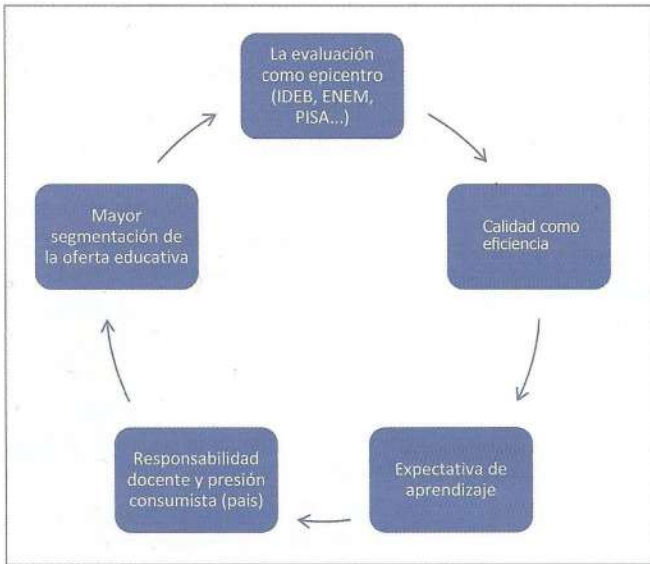 La evaluación
como epicentro
(IDEB, ENEM,
PISA...)
Calidad como
eficiencia
Expectativa de
aprendizaje
Responsabilidad
docente y presión
consumista (pais)
Mayor
segmentación de
la oferta educativa